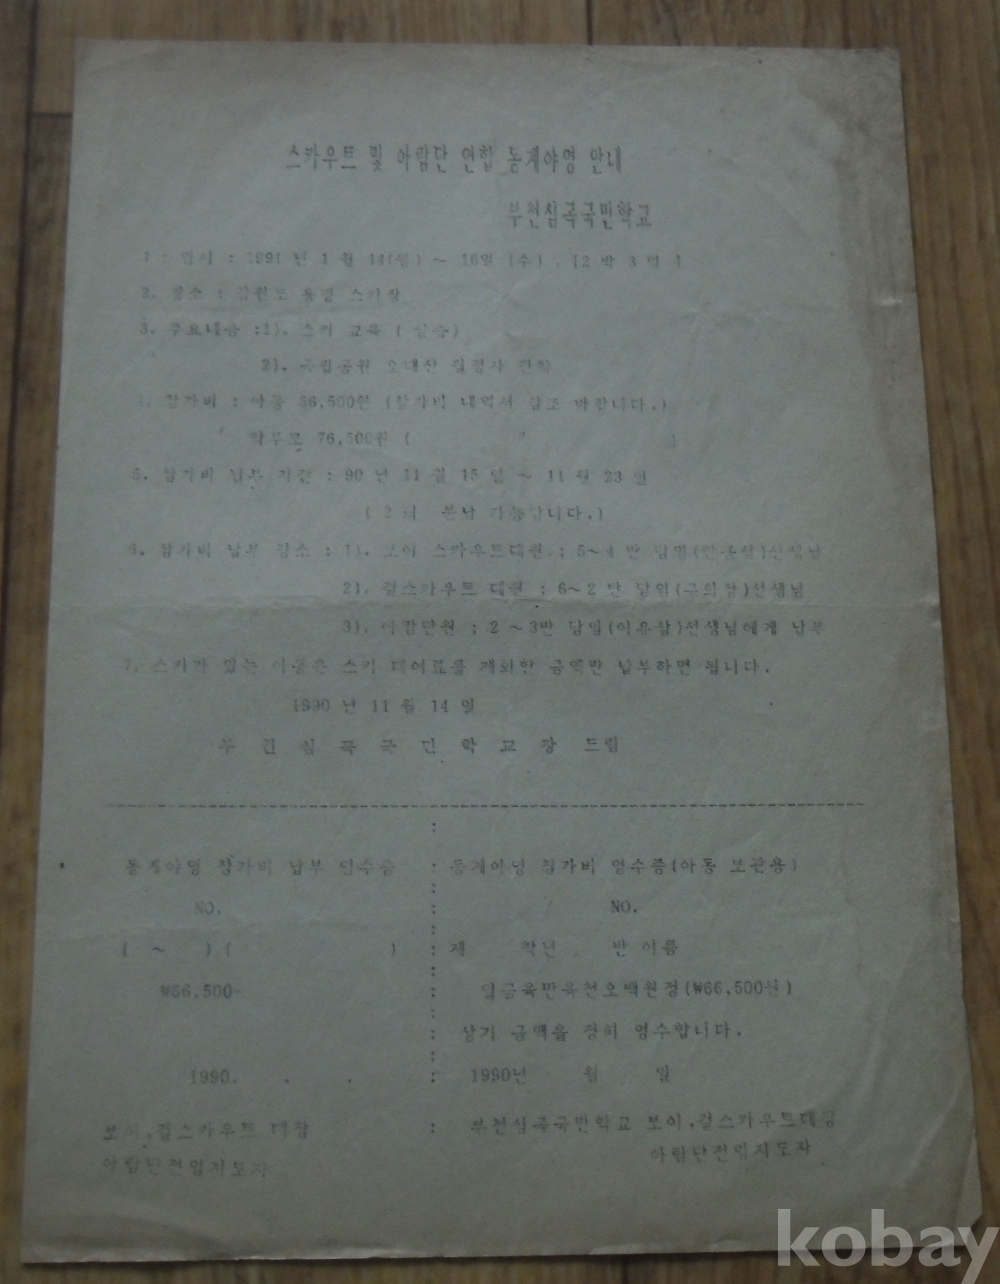 스카우트 및 아람단 연합 동계야영 안내
부천심곡국민학교
1. 일시 : 1991 년 1 월 14(월) ~ 16일 (수) . [2 박 3 일]
2. 장소 : 강원도 용평 스키장
3. 주요내용 :1). 스키 교육 ( 실습)
2). 국립공원 오대산 월정사 견학
4. 참가비 : 아동 66,500원 (참가비 내역서 참조 바랍니다.)
학부모 76,500원 ( " )
5. 참가비 납부 기간 : 90 년 11 월 15 일 ~ 11 월 23 일
( 2 회 분납 가능합니다.)
6. 참가비 납부 장소 : 1). 보이 스카우트대원 ; 5~4 반 담임()선생님
2). 걸스카우트 대원 ; 6~2 반 담임(구희정)선생님
3). 아람단원 ; 2 ~3반 담임(이유삼)선생님에게 납부
7. 스키가 있는 아동은 스키 대여료를 제외한 금액만 납부하면 됩니다.
1990 년 11 월 14 일
부 천 심 곡 국 민 학 교 장 드림
동계야영 참가비 납부 영수증 : 동계야영 참가비 영수증(아동 보관용)
NO. : NO.
( ~ ) ( ) : 제 학년 반 이름
₩66,500- : 일금육만육천오백원정(₩66,500원)
: 상기 금액을 정히 영수합니다.
1990. . . : 1990년 월 일
보이,걸스카우트 대장 : 부천심곡국민학교 보이,걸스카우트대장
아람단전임지도자 아람단전임지도자
kobay